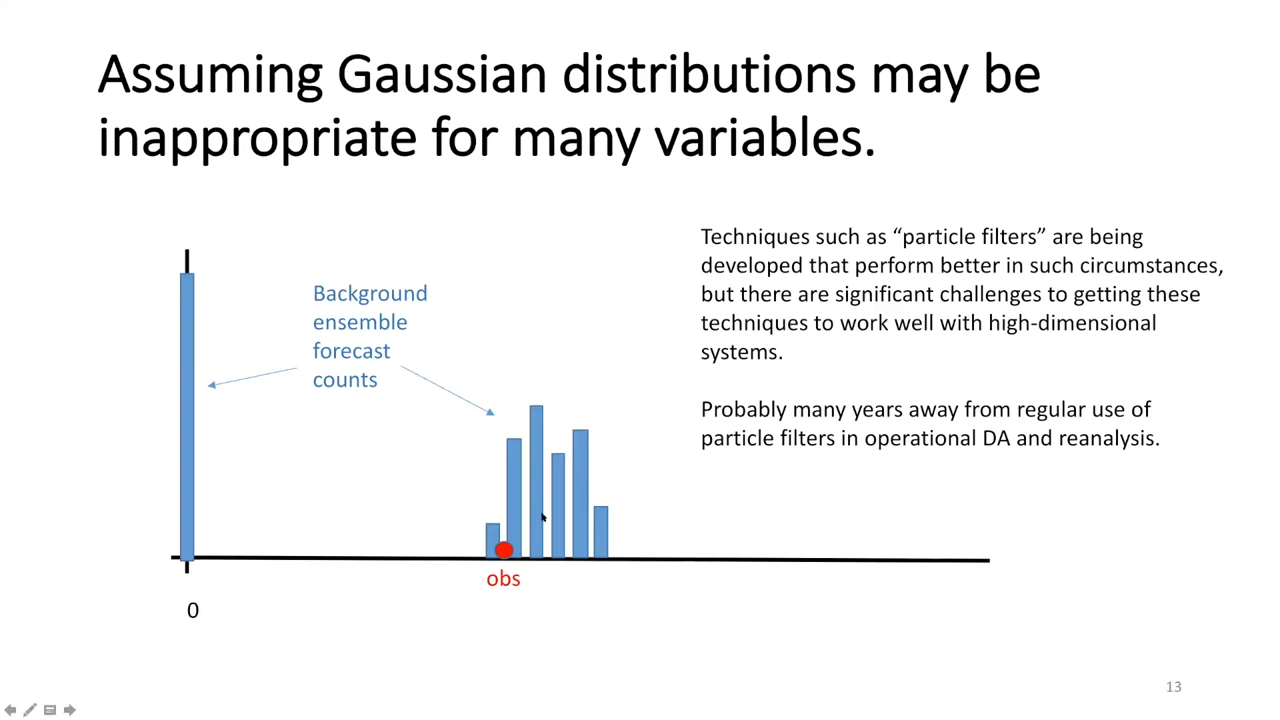 Assuming Gaussian distributions may be
inappropriate for many variables.
Techniques such as “particle filters” are being
developed that perform better in such circumstances,
but there are significant challenges to getting these
techniques to work well with high-dimensional
systems.
Probably many years away from regular use of
particle filters in operational DA and reanalysis.
Background
ensemble
forecast
counts
obs
0
13